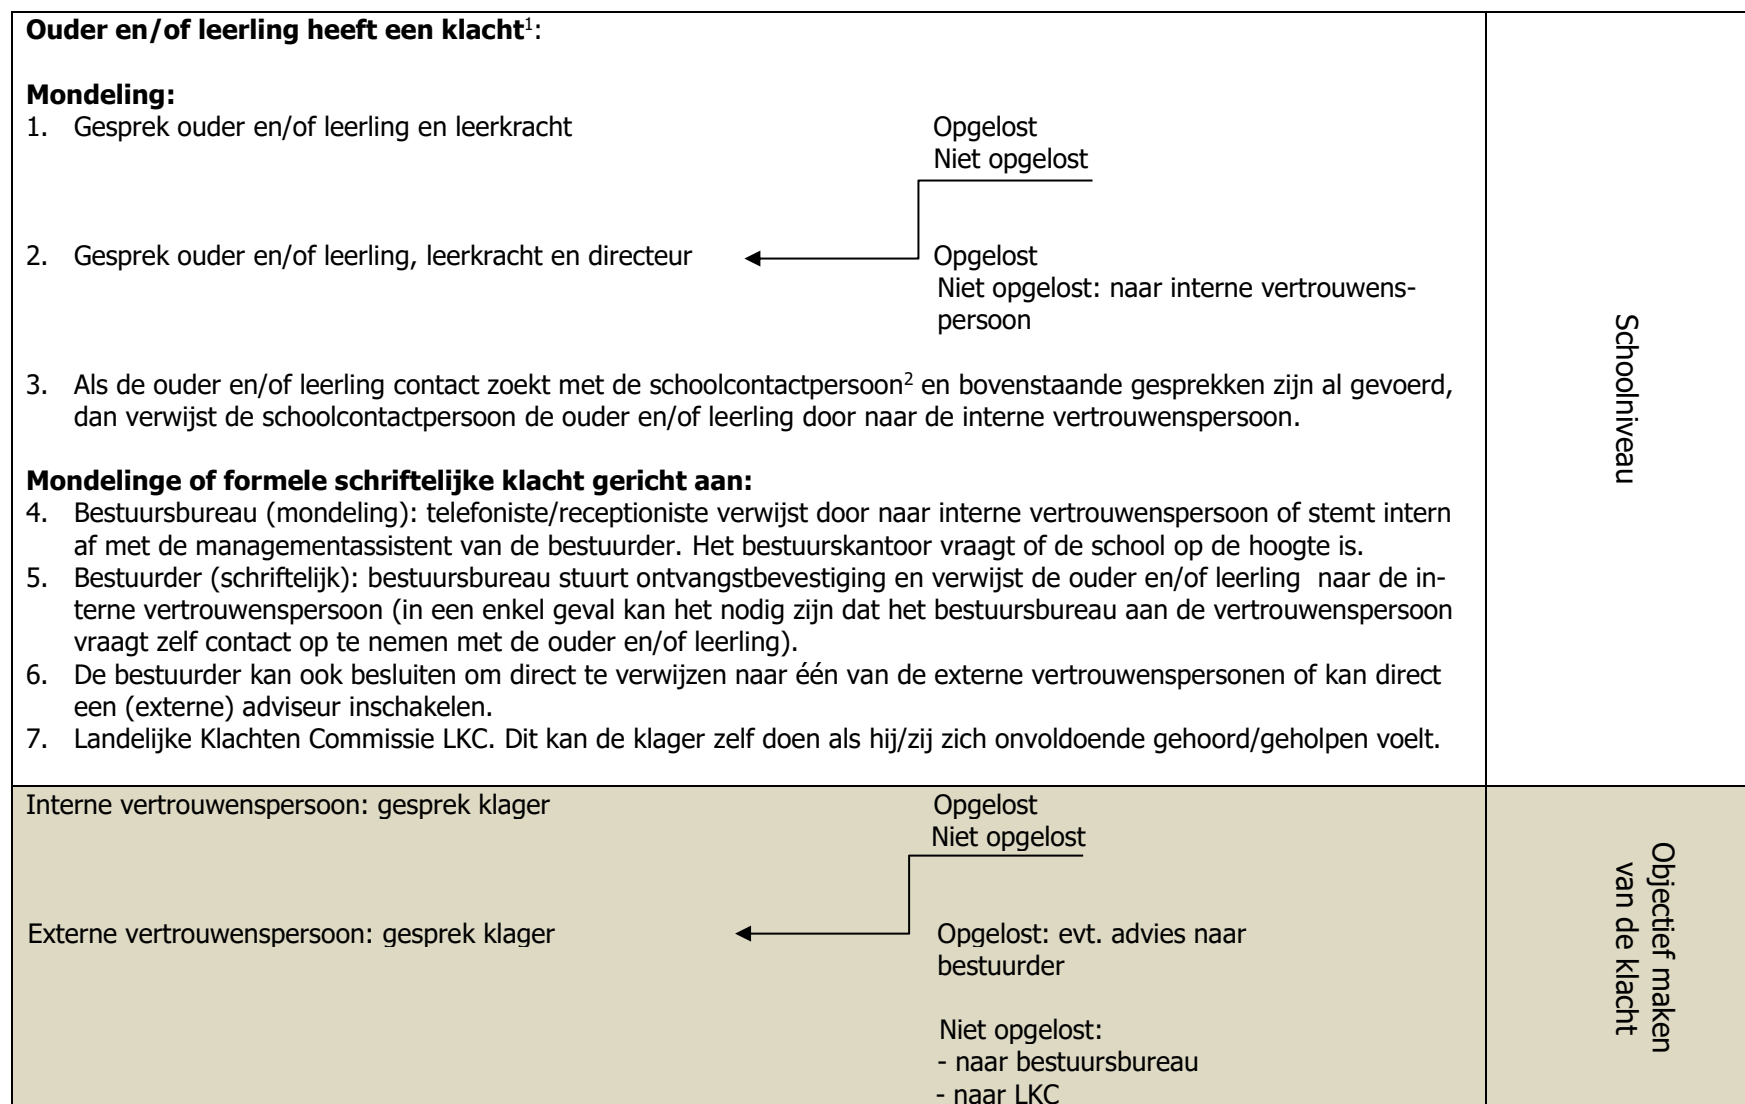 Ouder en/of leerling heeft een klacht¹:
Mondeling:
1. Gesprek ouder en/of leerling en leerkracht
Opgelost
Niet opgelost
2. Gesprek ouder en/of leerling, leerkracht en directeur
Opgelost
Niet opgelost: naar interne vertrouwens-
persoon
3. Als de ouder en/of leerling contact zoekt met de schoolcontactpersoon² en bovenstaande gesprekken zijn al gevoerd,
dan verwijst de schoolcontactpersoon de ouder en/of leerling door naar de interne vertrouwenspersoon.
Mondelinge of formele schriftelijke klacht gericht aan:
4. Bestuursbureau (mondeling): telefoniste/receptioniste verwijst door naar interne vertrouwenspersoon of stemt intern
af met de managementassistent van de bestuurder. Het bestuurskantoor vraagt of de school op de hoogte is.
5. Bestuurder (schriftelijk): bestuursbureau stuurt ontvangstbevestiging en verwijst de ouder en/of leerling naar de in-
terne vertrouwenspersoon (in een enkel geval kan het nodig zijn dat het bestuursbureau aan de vertrouwenspersoon
vraagt zelf contact op te nemen met de ouder en/of leerling).
6. De bestuurder kan ook besluiten om direct te verwijzen naar één van de externe vertrouwenspersonen of kan direct
een (externe) adviseur inschakelen.
7. Landelijke Klachten Commissie LKC. Dit kan de klager zelf doen als hij/zij zich onvoldoende gehoord/geholpen voelt.
Schoolniveau
Interne vertrouwenspersoon: gesprek klager
Opgelost
Niet opgelost
Externe vertrouwenspersoon: gesprek klager
Opgelost: evt. advies naar
bestuurder
Niet opgelost:
- naar bestuursbureau
- naar LKC
Objectief maken
van de klacht